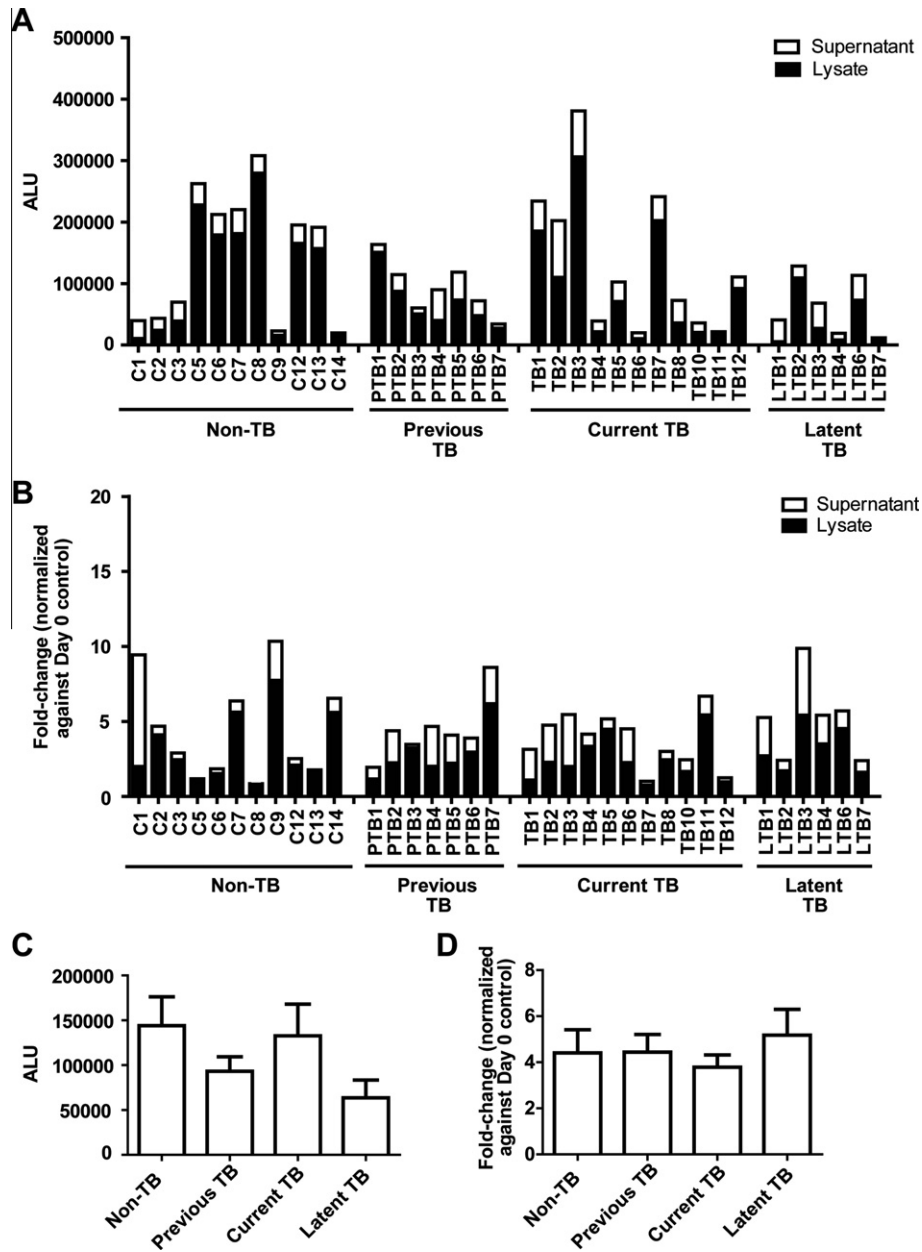 A
500000
400000
300000
200000
100000
0
ALU
Supernatant
Lysate
C1 C2 C3 C5 C6 C7 C8 C9 C12 C13 C14 PTB1 PTB2 PTB3 PTB4 PTB5 PTB6 PTB7 TB1 TB2 TB3 TB4 TB5 TB6 TB7 TB8 TB10 TB11 TB12 LTB1 LTB2 LTB3 LTB4 LTB6 LTB7
Non-TB Previous Current TB Latent
TB TB
B
20
15
10
5
0
Fold-change (normalized
against Day 0 control)
Supernatant
Lysate
C1 C2 C3 C5 C6 C7 C8 C9 C12 C13 C14 PTB1 PTB2 PTB3 PTB4 PTB5 PTB6 PTB7 TB1 TB2 TB3 TB4 TB5 TB6 TB7 TB8 TB10 TB11 TB12 LTB1 LTB2 LTB3 LTB4 LTB6 LTB7
Non-TB Previous Current TB Latent
TB TB
C
200000
150000
100000
50000
0
ALU
Non-TB Previous TB Current TB Latent TB
D
8
6
4
2
0
Fold-change (normalized
against Day 0 control)
Non-TB Previous TB Current TB Latent TB